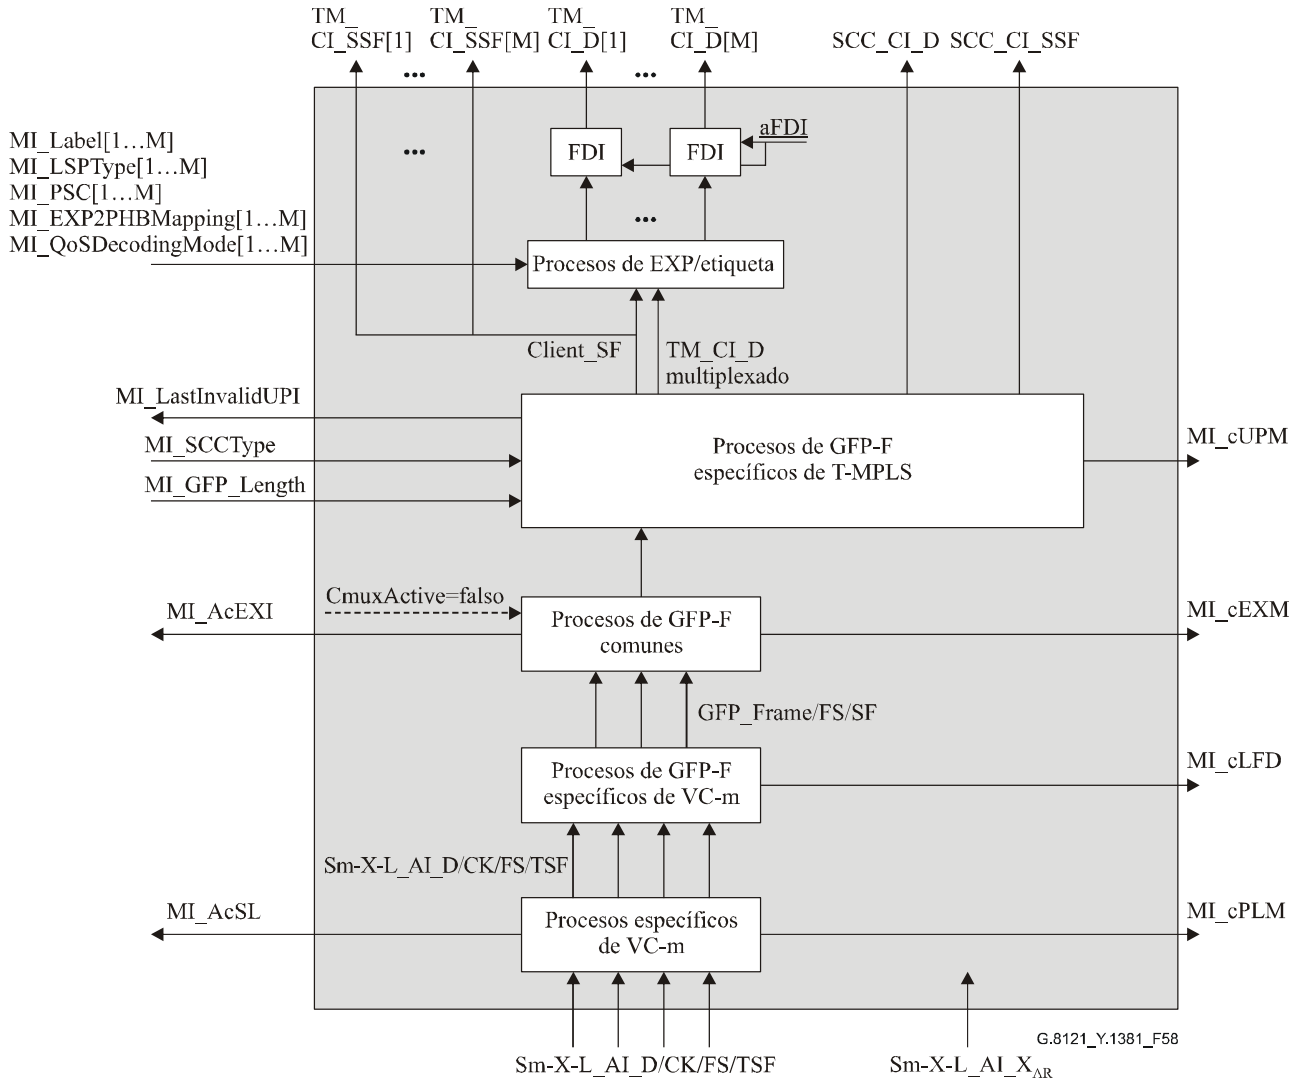 TM_
CI_SSF[1]
TM_
CI_SSF[M]
TM_
CI_D[1]
TM_
CI_D[M]
SCC_CI_D
SCC_CI_SSF
•••
•••
MI_Label[1…M]
MI_LSPType[1…M]
MI_PSC[1…M]
MI_EXP2PHBMapping[1…M]
MI_QoSDecodingMode[1…M]
•••
FDI
FDI
aFDI
•••
Procesos de EXP/etiqueta
Client_SF
TM_CI_D
multiplexado
MI_LastInvalidUPI
MI_SCCType
MI_GFP_Length
Procesos de GFP-F
específicos de T-MPLS
MI_cUPM
CmuxActive=falso
MI_AcEXI
Procesos de GFP-F
comunes
MI_cEXM
GFP_Frame/FS/SF
Procesos de GFP-F
específicos de VC-m
MI_cLFD
Sm-X-L_AI_D/CK/FS/TSF
MI_AcSL
Procesos específicos
de VC-m
MI_cPLM
G.8121_Y.1381_F58
Sm-X-L_AI_D/CK/FS/TSF
Sm-X-L_AI_XAR